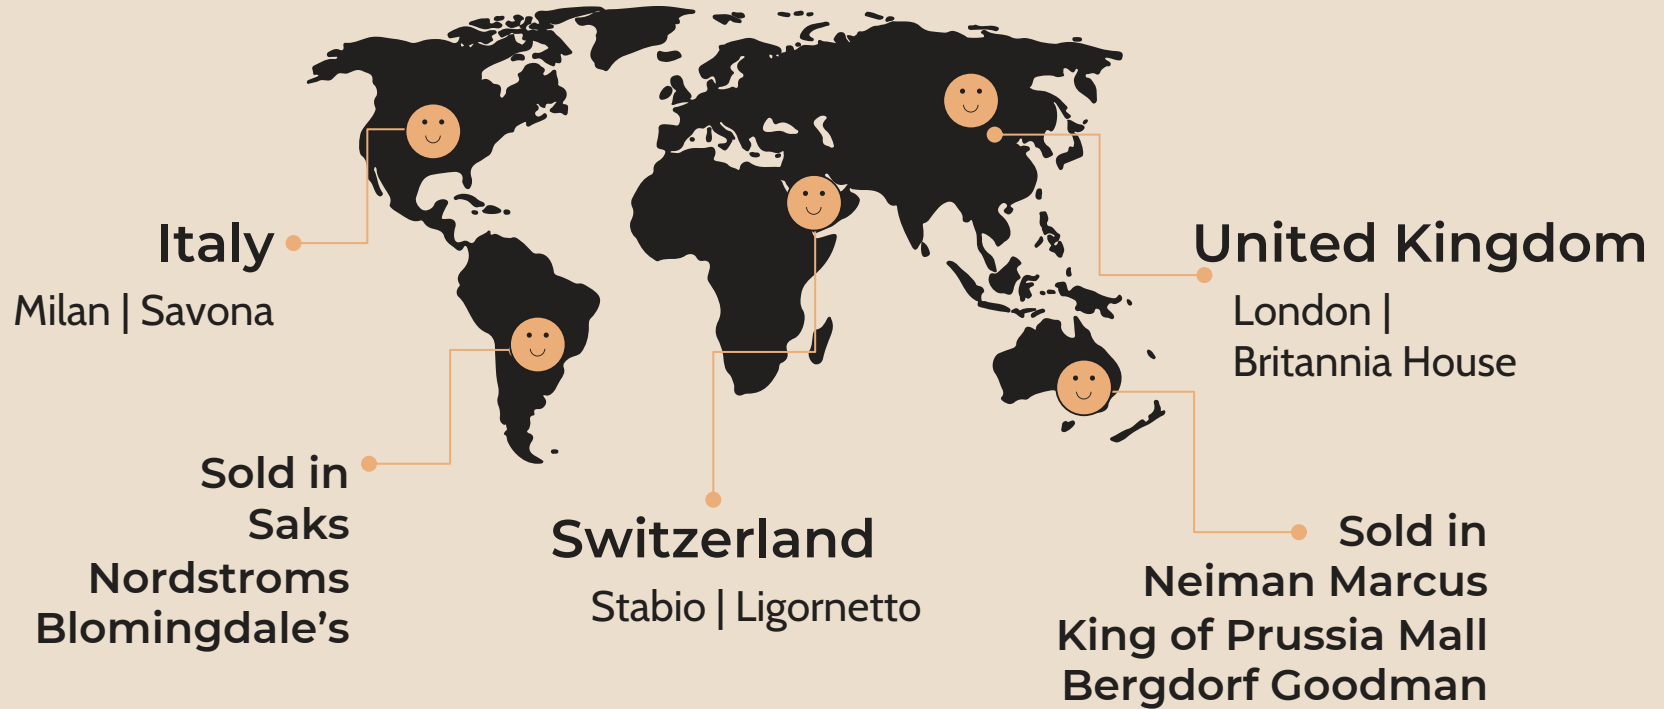 Italy
Milan | Savona
United Kingdom
London |
Britannia House
Sold in
Saks
Nordstroms
Blomingdale’s
Switzerland
Stabio | Ligornetto
Sold in
Neiman Marcus
King of Prussia Mall
Bergdorf Goodman